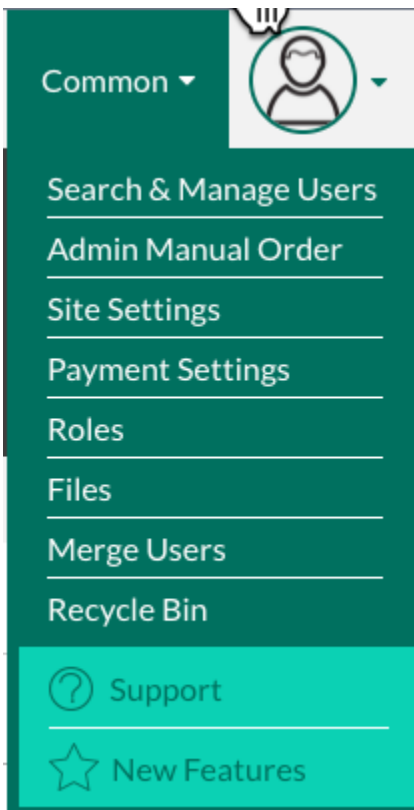 Common
Search & Manage Users
Admin Manual Order
Site Settings
Payment Settings
Roles
Files
Merge Users
Recycle Bin
Support
New Features